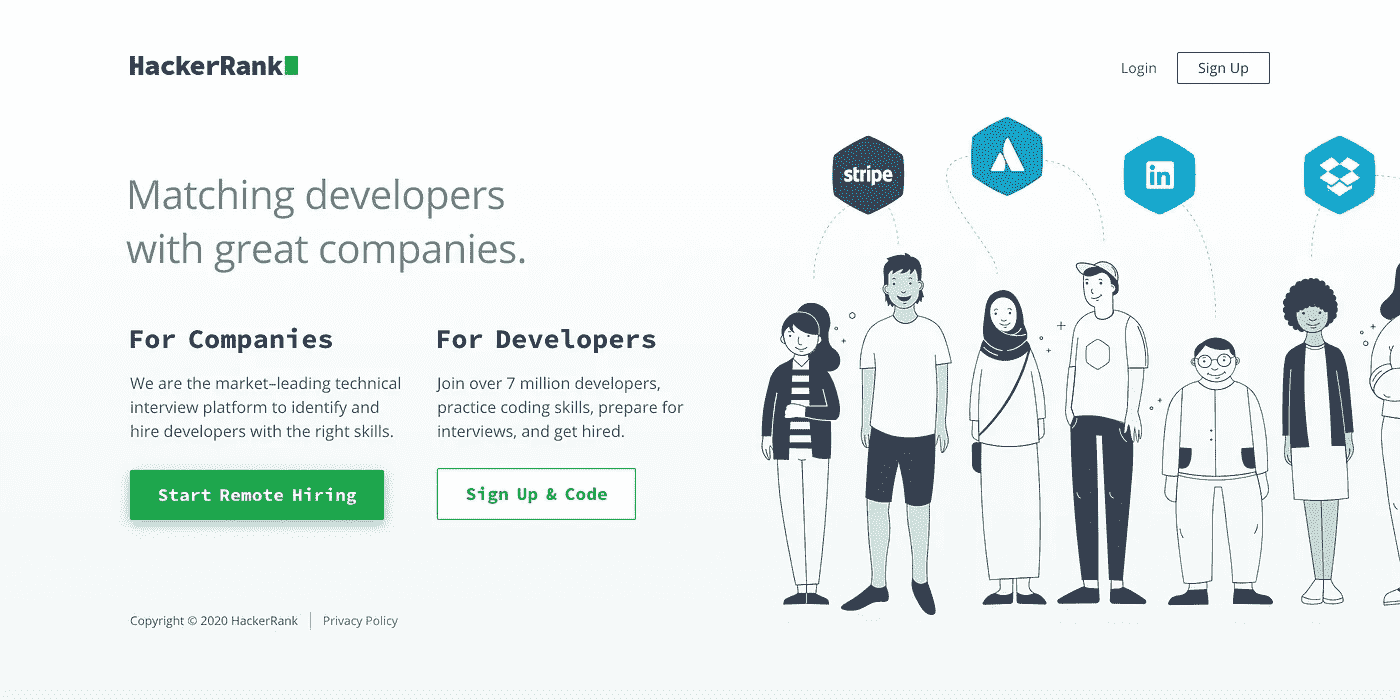 HackerRank
Login
Sign Up
stripe
in
Matching developers
with great companies.
For Companies
We are the market–leading technical
interview platform to identify and
hire developers with the right skills.
Start Remote Hiring
For Developers
Join over 7 million developers,
practice coding skills, prepare for
interviews, and get hired.
Sign Up & Code
Copyright © 2020 HackerRank
Privacy Policy